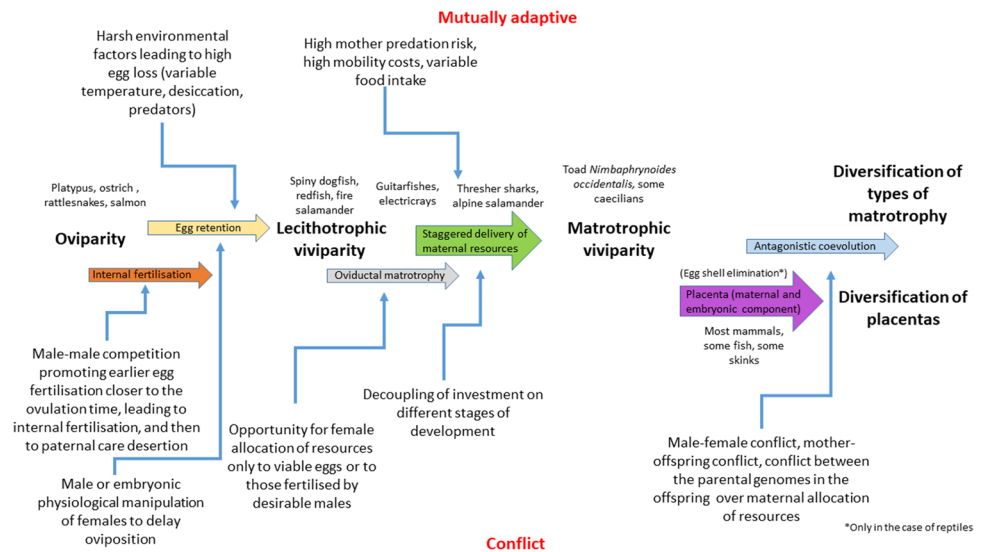 Mutually adaptive
Harsh environmental
factors leading to high
egg loss (variable
temperature, desiccation,
predators)
High mother predation risk,
high mobility costs, variable
food intake
Platypus, ostrich ,
rattlesnakes, salmon
Spiny dogfish,
redfish, fire
salamander
Guitarfishes,
electricrays
Thresher sharks,
alpine salamander
Toad Nimbaphrynoides
occidentalis, some
caecilians
Diversification of
types of
matrotrophy
Oviparity
Egg retention
Lecithotrophic
viviparity
Staggered delivery of
maternal resources
Matrotrophic
viviparity
Antagonistic coevolution
Internal fertilisation
Oviductal matrotrophy
(Egg shell elimination*)
Placenta (maternal and
embryonic component)
Diversification of
placentas
Most mammals,
some fish, some
skinks
Male-male competition
promoting earlier egg
fertilisation closer to the
ovulation time, leading to
internal fertilisation, and then
to paternal care desertion
Opportunity for female
allocation of resources
only to viable eggs or to
those fertilised by
desirable males
Decoupling of investment on
different stages of
development
Male-female conflict, mother-
offspring conflict, conflict between
the parental genomes in the
offspring over maternal allocation
of resources
Male or embryonic
physiological manipulation
of females to delay
oviposition
*Only in the case of reptiles
Conflict